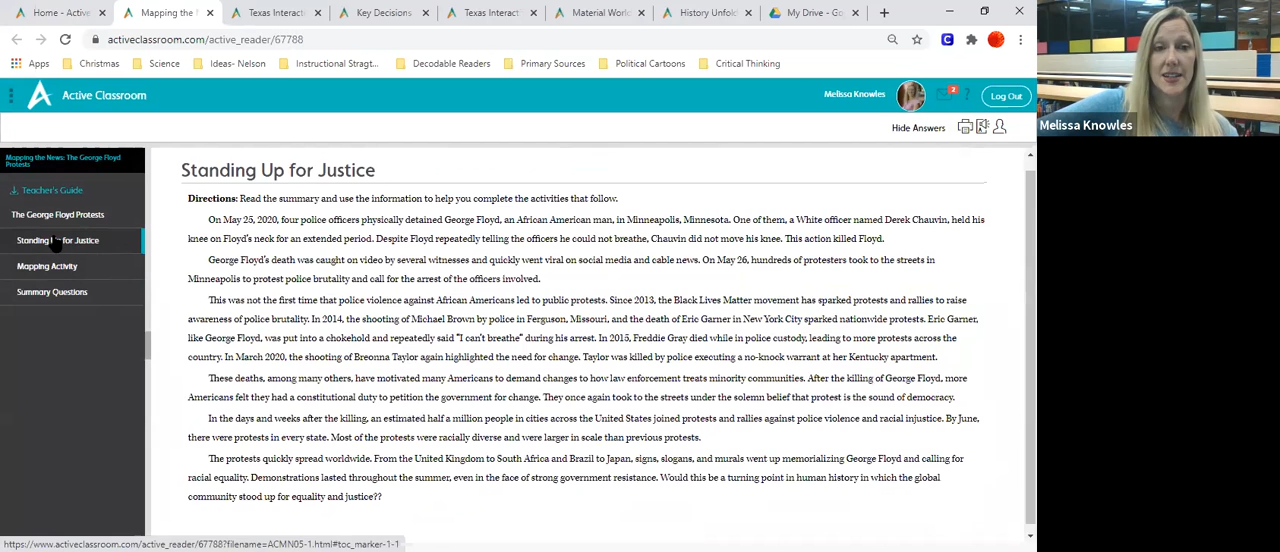 Home - Active
Mapping the N
Texas Interacti
Key Decisions
Texas Interact
Material Worl
History Unfol
My Drive - Go
activeclassroom.com/active_reader/67788
Apps
Christmas
Science
Ideas- Nelson
Instructional Stragt...
Dcodable Readers
Primary Sources
Political Cartoons
Critical Thinking
Active Classroom
Melissa Knowles
2
?
Log Out
Melissa Knowles
Hide Answers
Mapping the News: The George Floyd
Protests
Teacher's Guide
The George Floyd Protests
Standing Up for Justice
Mapping Activity
Summary Questions
Standing Up for Justice
Directions: Read the summary and use the information to help you complete the activities that follow.
On May 25, 2020, four police officers physically detained George Floyd, an African American man, in Minneapolis, Minnesota. One of them, a White officer named Derek Chauvin, held his
knee on Floyd's neck for an extended period. Despite Floyd repeatedly telling the officers he could not breathe, Chauvin did not move his knee. This action killed Floyd.
George Floyd's death was caught on video by several witnesses and quickly went viral on social media and cable news. On May 26, hundreds of protesters took to the streets in
Minneapolis to protest police brutality and call for the arrest of the officers involved.
This was not the first time that police violence against African Americans led to public protests. Since 2013, the Black Lives Matter movement has sparked protests and rallies to raise
awareness of police brutality. In 2014, the shooting of Michael Brown by police in Ferguson, Missouri, and the death of Eric Garner in New York City sparked nationwide protests. Eric Garner,
like George Floyd, was put into a chokehold and repeatedly said "I can't breathe" during his arrest. In 2015, Freddie Gray died while in police custody, leading to more protests across the
country. In March 2020, the shooting of Breonna Taylor again highlighted the need for change. Taylor was killed by police executing a no-knock warrant at her Kentucky apartment.
These deaths, among many others, have motivated many Americans to demand changes to how law enforcement treats minority communities. After the killing of George Floyd, more
Americans felt they had a constitutional duty to petition the government for change. They once again took to the streets under the solemn belief that protest is the sound of democracy.
In the days and weeks after the killing, an estimated half a million people in cities across the United States joined protests and rallies against police violence and racial injustice. By June,
there were protests in every state. Most of the protests were racially diverse and were larger in scale than previous protests.
The protests quickly spread worldwide. From the United Kingdom to South Africa and Brazil to Japan, signs, slogans, and murals went up memorializing George Floyd and calling for
racial equality. Demonstrations lasted throughout the summer, even in the face of strong government resistance. Would this be a turning point in human history in which the global
community stood up for equality and justice??
https://www.activeclassroom.com/active_reader/67788?filename=ACMN05-1.html#toc_marker-1-1